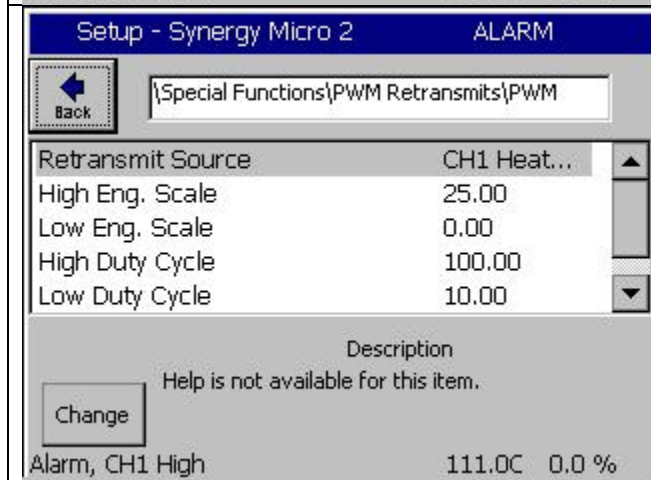 Setup - Synergy Micro 2 ALARM
Back \Special Functions\PWM Retransmits\PWM
Retransmit Source CH1 Heat...
High Eng. Scale 25.00
Low Eng. Scale 0.00
High Duty Cycle 100.00
Low Duty Cycle 10.00
Description
Help is not available for this item.
Change
Alarm, CH1 High 111.0C 0.0 %